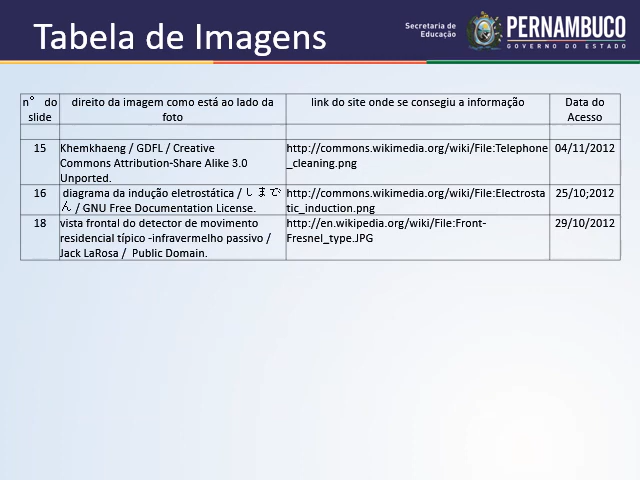 Tabela de Imagens
Secretaria de
Educação
PERNAMBUCO
GOVERNO DO ESTADO
n° do
slide
direito da imagem como está ao lado da
foto
link do site onde se consegiu a informação
Data do
Acesso
15
Khemkhaeng / GDFL / Creative
Commons Attribution-Share Alike 3.0
Unported.
http://commons.wikimedia.org/wiki/File:Telephone
_cleaning.png
04/11/2012
16
diagrama da indução eletrostática / しまで
ん / GNU Free Documentation License.
http://commons.wikimedia.org/wiki/File:Electrosta
tic_induction.png
25/10;2012
18
vista frontal do detector de movimento
residencial típico -infravermelho passivo /
Jack LaRosa / Public Domain.
http://en.wikipedia.org/wiki/File:Front-
Fresnel_type.JPG
29/10/2012